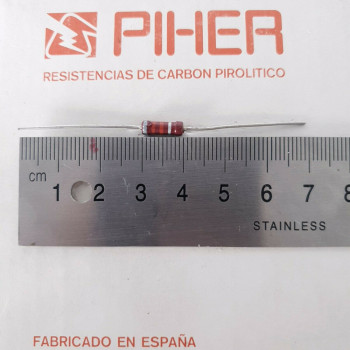 PIHER
RESISTENCIAS DE CARBON PIROLITICO
cm 1 2 3 4 5 6 7 8
STAINLESS
FABRICADO EN ESPAÑA